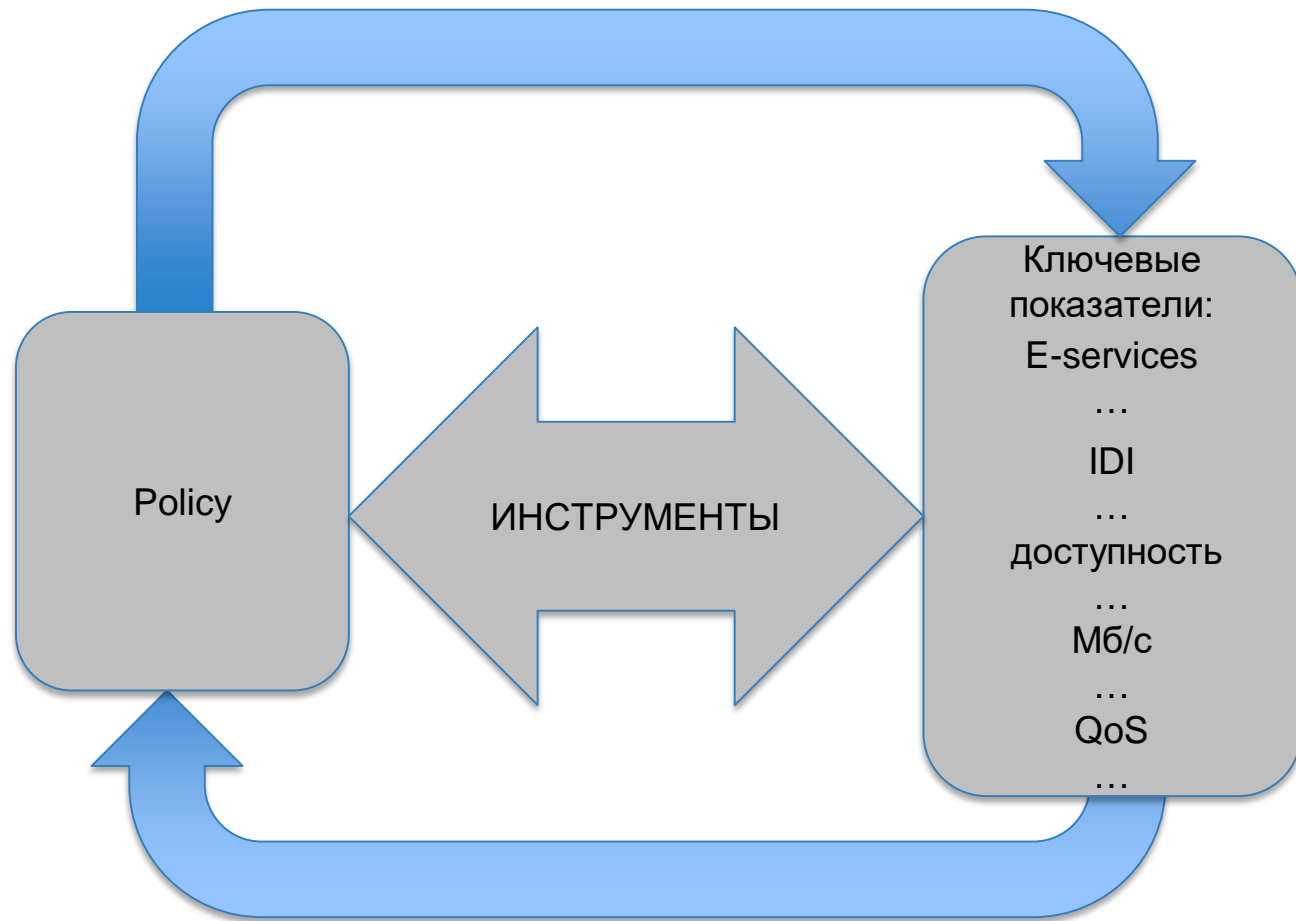 Policy
ИНСТРУМЕНТЫ
Ключевые
показатели:
E-services
…
IDI
…
доступность
…
Мб/с
…
QoS
…